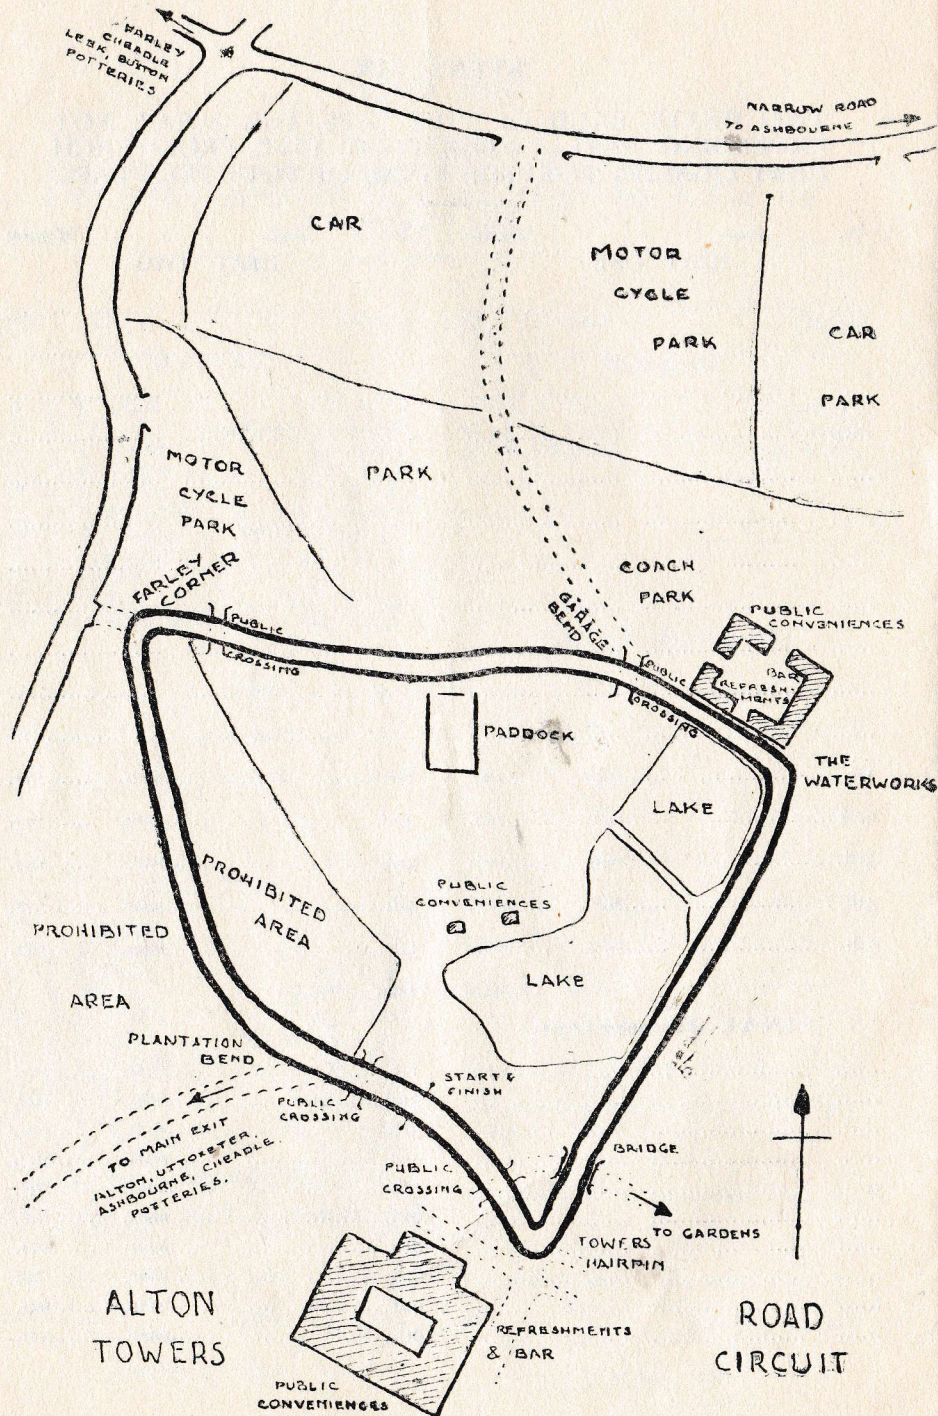 FARLEY
CHEADLE
LEEK, BUXTON
POTTERIES
NARROW ROAD
TO ASHBOURNE
CAR
MOTOR
CYCLE
PARK
CAR
PARK
MOTOR
CYCLE
PARK
PARK
FARLEY
CORNER
COACH
PARK
GARAGE
BEND
PUBLIC
CONVENIENCES
PUBLIC
CROSSING
PUBLIC
CROSSING
BAR
REFRESH-
MENTS
PADDOCK
THE
WATERWORKS
LAKE
PROHIBITED
AREA
PUBLIC
CONVENIENCES
PROHIBITED
AREA
LAKE
PLANTATION
BEND
START &
FINISH
PUBLIC
CROSSING
TO MAIN EXIT
ALTON, UTTOXETER.
ASHBOURNE, CHEADLE.
POTTERIES.
PUBLIC
CROSSING
BRIDGE
TO GARDENS
TOWERS
HAIRPIN
ALTON
TOWERS
REFRESHMENTS
& BAR
ROAD
CIRCUIT
PUBLIC
CONVENIENCES